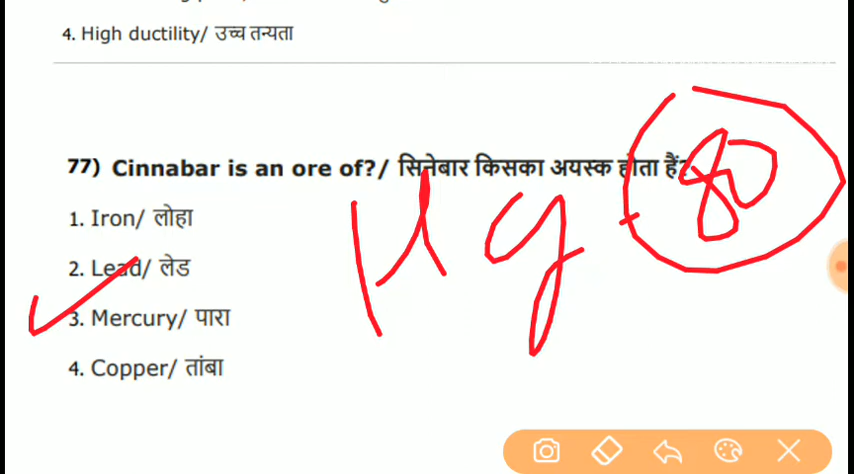 4. High ductility/ उच्च तन्यता
77) Cinnabar is an ore of?/ सिनेबार किसका अयस्क होता हैं?
1. Iron/ लोहा
2. Lead/ लेड
3. Mercury/ पारा
4. Copper/ तांबा
80